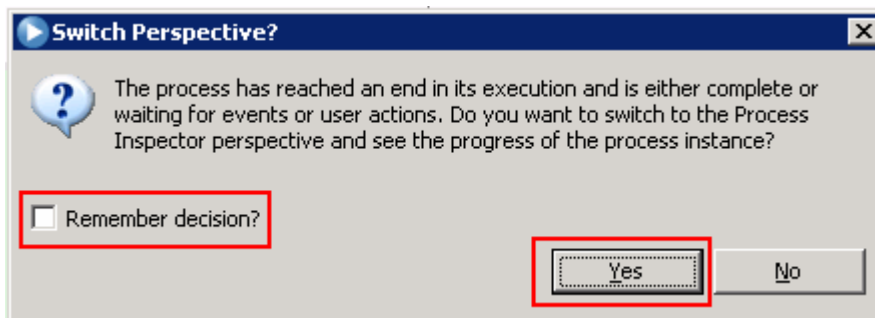 Switch Perspective?
The process has reached an end in its execution and is either complete or
waiting for events or user actions. Do you want to switch to the Process
Inspector perspective and see the progress of the process instance?
Remember decision?
Yes
No